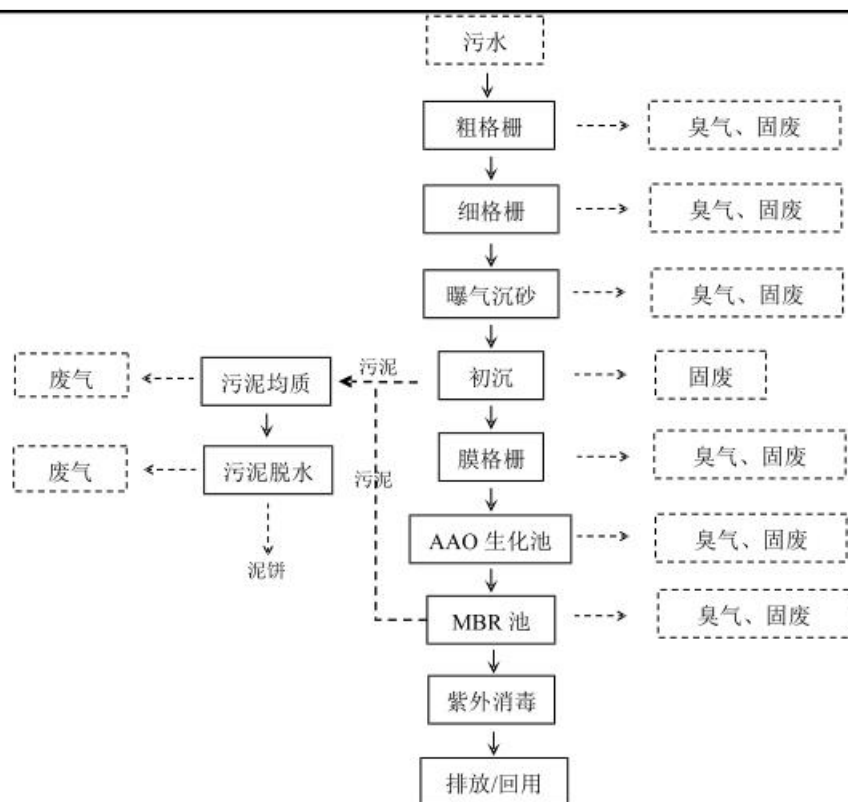 污水
粗格栅
臭气、固废
细格栅
臭气、固废
曝气沉砂
臭气、固废
废气
污泥均质
污泥
初沉
固废
废气
污泥脱水
污泥
膜格栅
臭气、固废
AAO 生化池
臭气、固废
泥饼
MBR 池
臭气、固废
紫外消毒
排放/回用